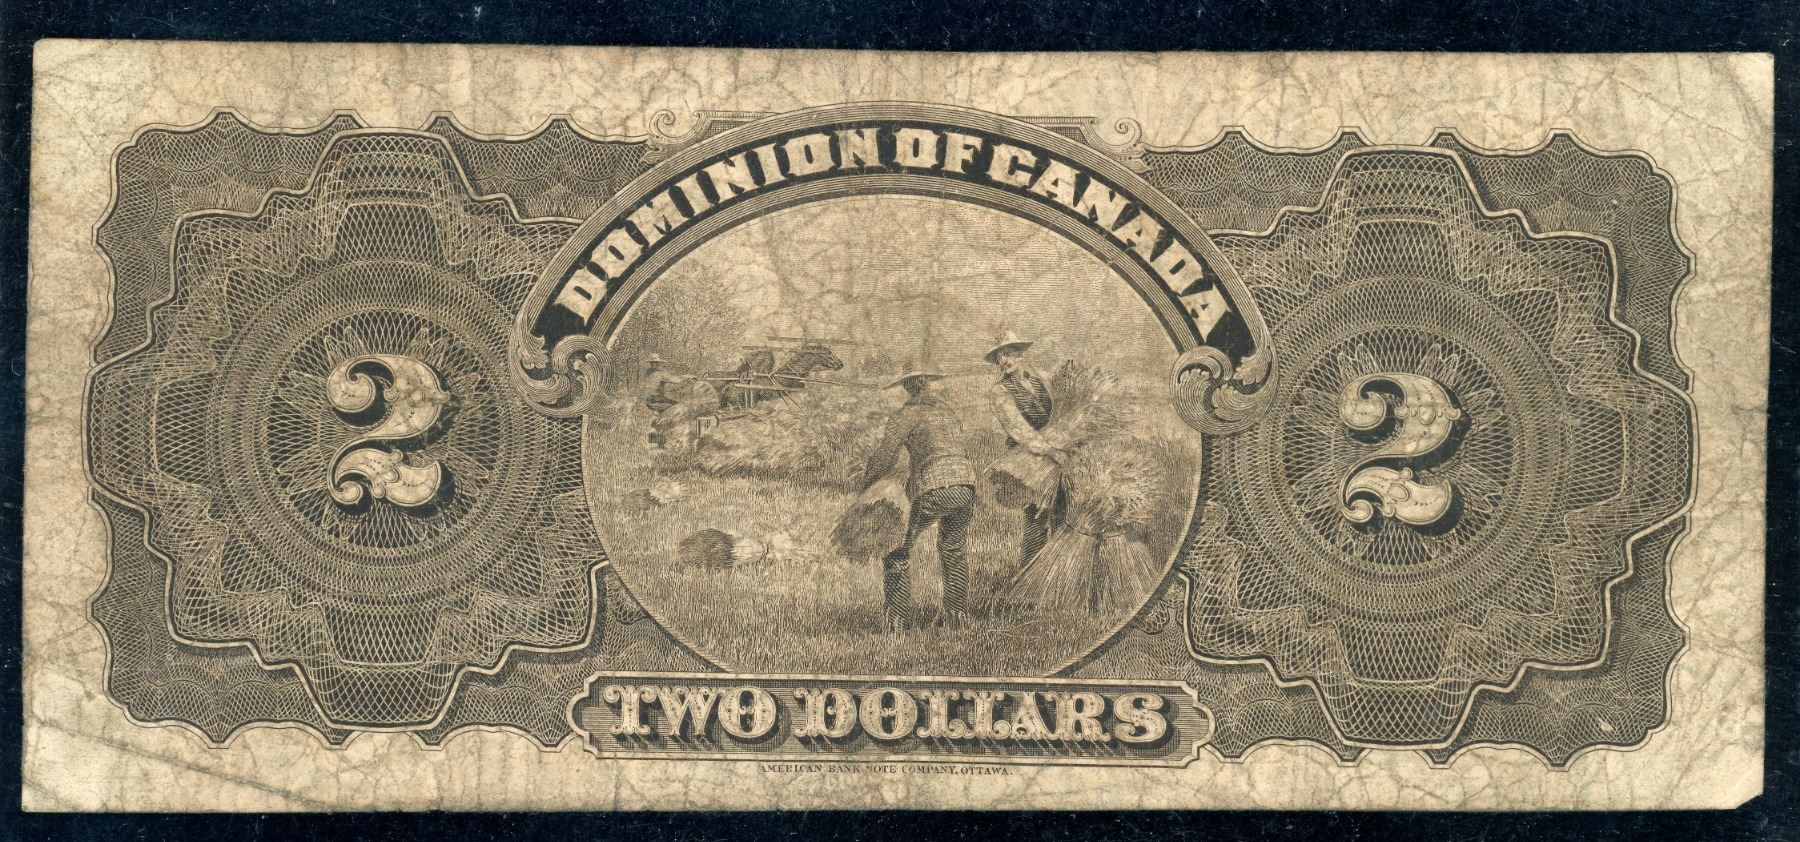 DOMINION OF CANADA
2
2
TWO DOLLARS
AMERICAN BANK NOTE COMPANY, OTTAWA.